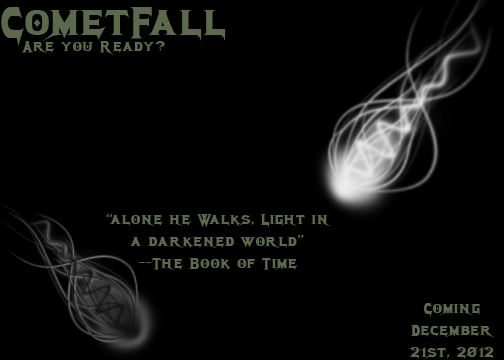 CometFall
Are you Ready?
"alone he Walks, Light in
a darkened world"
--The Book of Time
Coming
December
21st, 2012